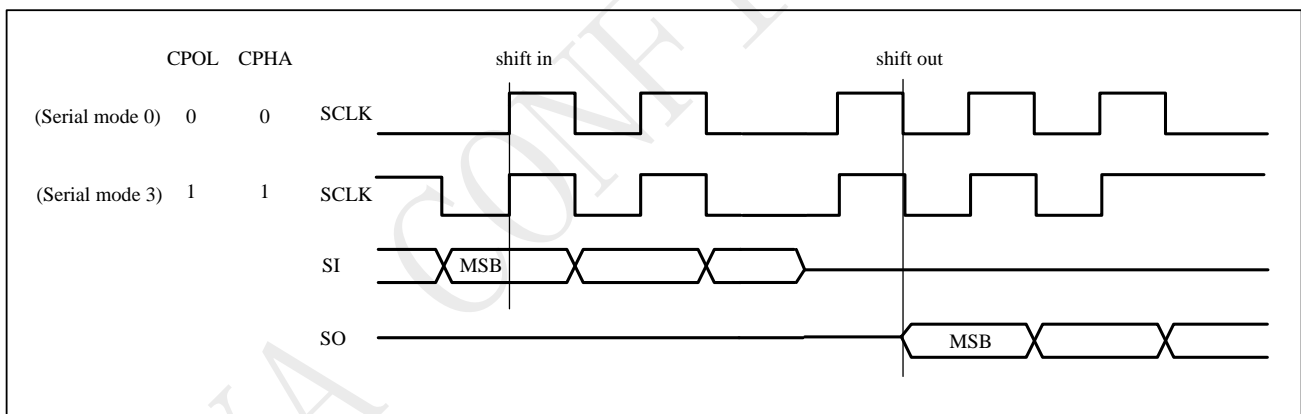 CPOL CPHA shift in shift out
(Serial mode 0) 0 0 SCLK
(Serial mode 3) 1 1 SCLK
SI MSB
SO MSB